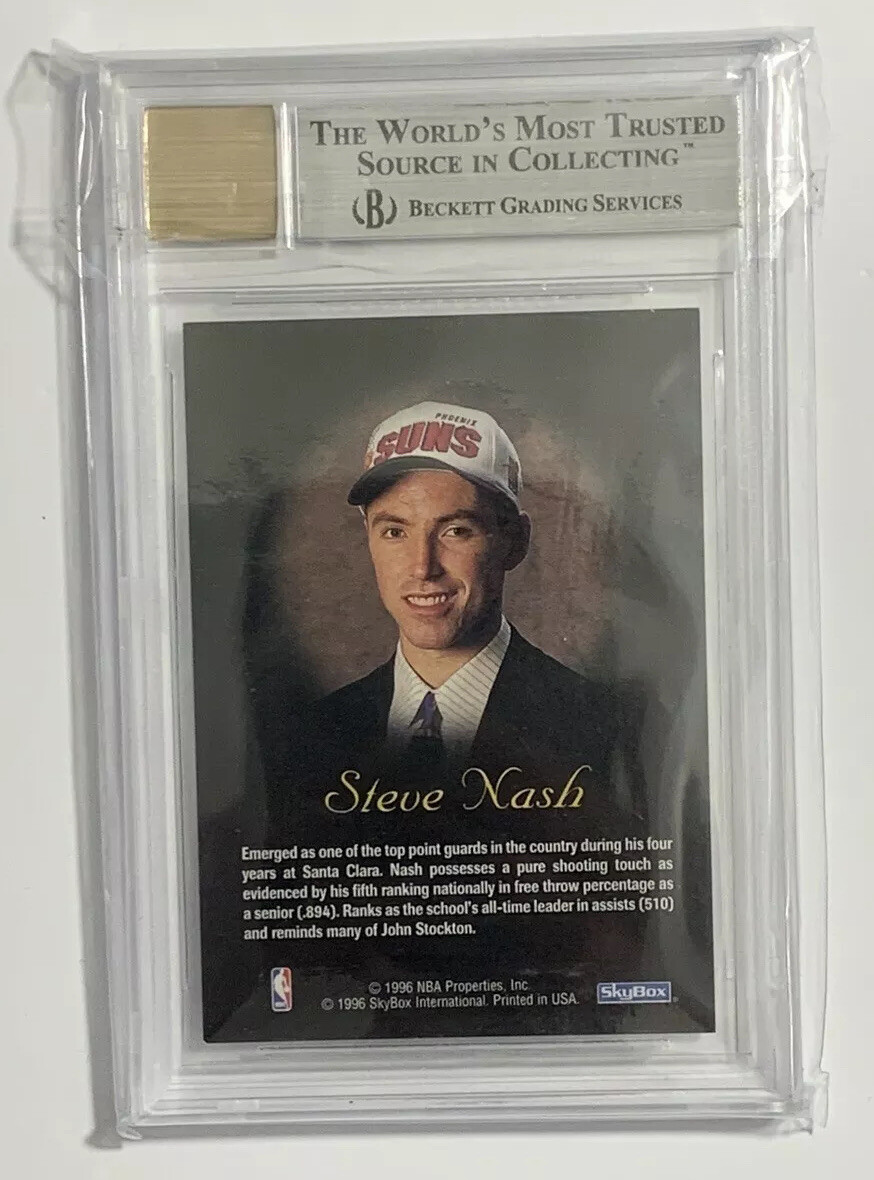 THE WORLD'S MOST TRUSTED
SOURCE IN COLLECTING™
(B) BECKETT GRADING SERVICES
PHOENIX
SUNS
Steve Nash
Emerged as one of the top point guards in the country during his four
years at Santa Clara. Nash possesses a pure shooting touch as
evidenced by his fifth ranking nationally in free throw percentage as
a senior (.894). Ranks as the school's all-time leader in assists (510)
and reminds many of John Stockton.
© 1996 NBA Properties, Inc.
© 1996 SkyBox International. Printed in USA.
SkyBox®